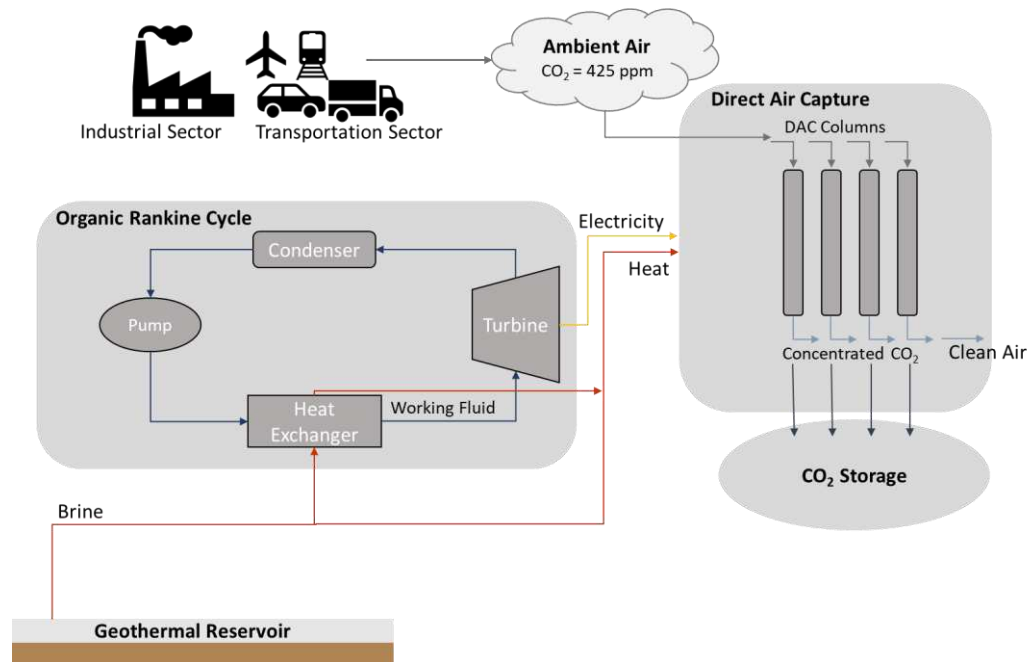 Ambient Air
CO₂ = 425 ppm
Industrial Sector
Transportation Sector
Direct Air Capture
DAC Columns
Organic Rankine Cycle
Condenser
Electricity
Heat
Pump
Turbine
Concentrated CO₂
Clean Air
Heat
Exchanger
Working Fluid
CO₂ Storage
Brine
Geothermal Reservoir